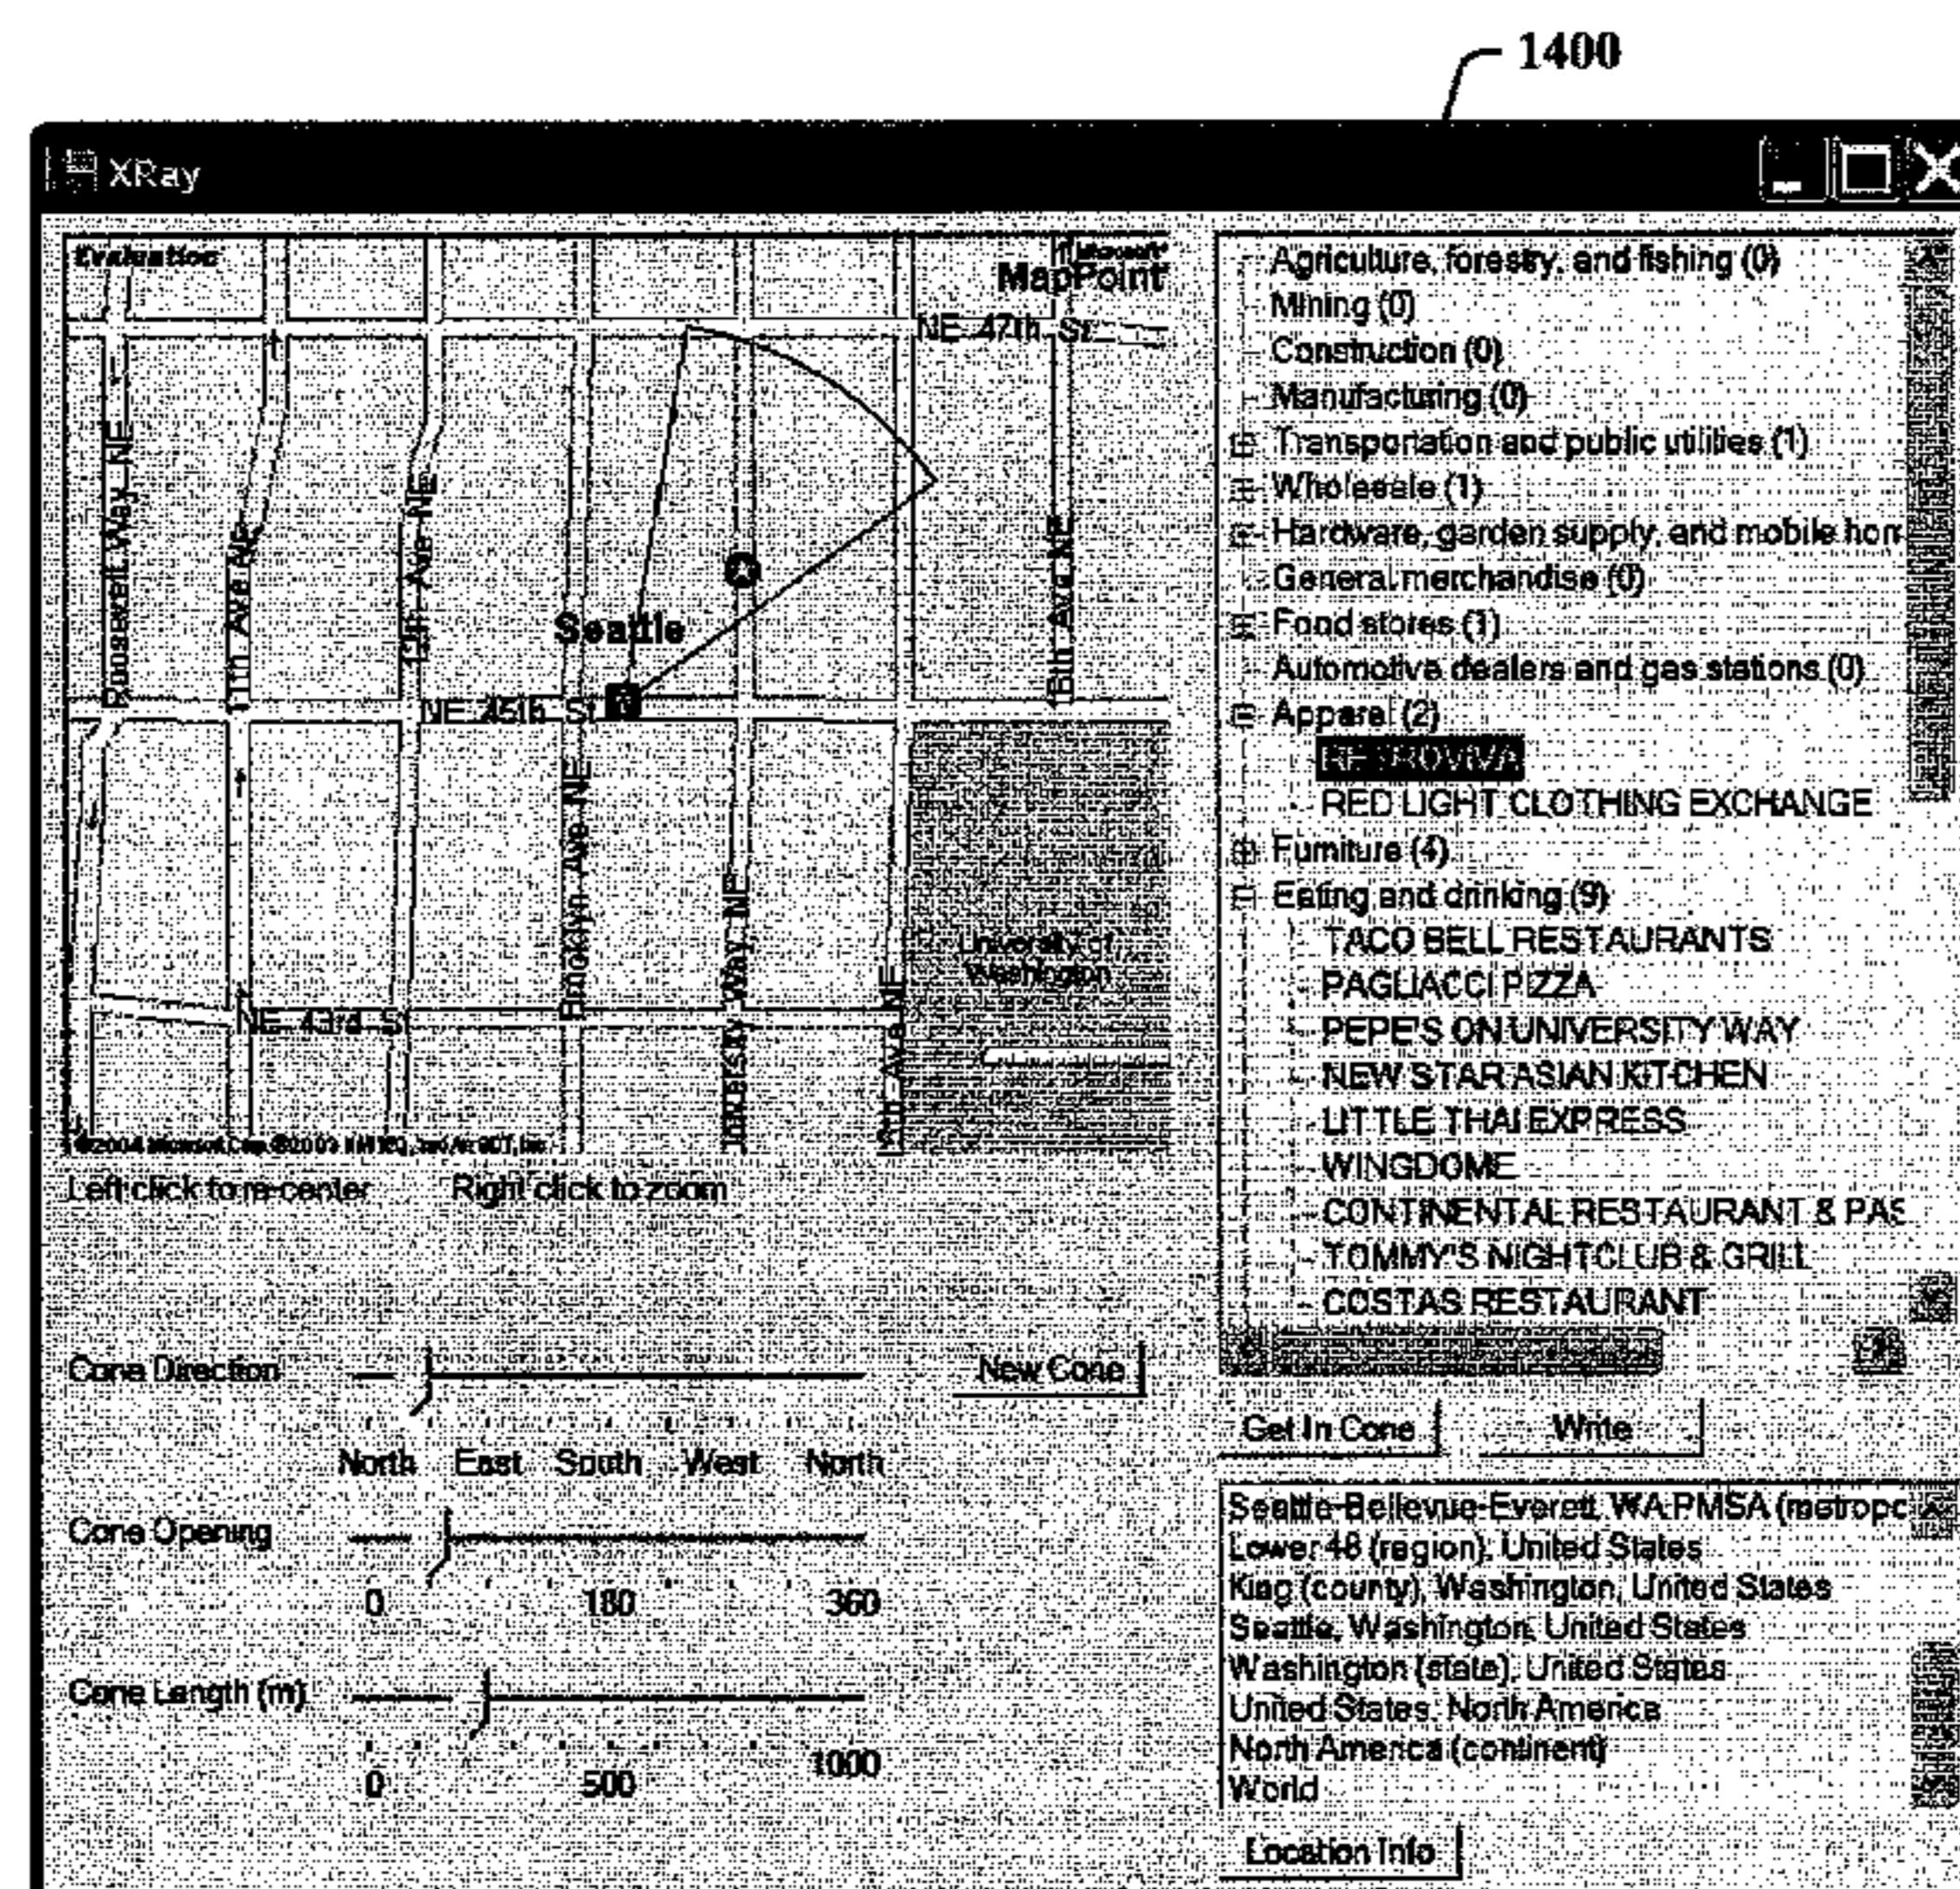 1400
XRay
Evaluation
Microsoft
MapPoint
NE 47th St
Roosevelt Way NE
11th Ave NE
12th Ave NE
Seattle
NE 45th St
Brooklyn Ave NE
University Way NE
15th Ave NE
16th Ave NE
University of
Washington
NE 43rd St
Left click to re-center
Right click to zoom
Cone Direction
New Cone
North East South West North
Cone Opening
0 180 360
Cone Length (m)
0 500 1000
Agriculture, forestry, and fishing (0)
Mining (0)
Construction (0)
Manufacturing (0)
Transportation and public utilities (1)
Wholesale (1)
Hardware, garden supply, and mobile hom
General merchandise (0)
Food stores (1)
Automotive dealers and gas stations (0)
Apparel (2)
RETROVIVA
RED LIGHT CLOTHING EXCHANGE
Furniture (4)
Eating and drinking (9)
TACO BELL RESTAURANTS
PAGLIACCI PIZZA
PEPE'S ON UNIVERSITY WAY
NEW STAR ASIAN KITCHEN
LITTLE THAI EXPRESS
WINGDOME
CONTINENTAL RESTAURANT & PAS
TOMMY'S NIGHTCLUB & GRILL
COSTAS RESTAURANT
Get In Cone
Write
Seattle-Bellevue-Everett, WA PMSA (metropo
Lower 48 (region), United States
King (county), Washington, United States
Seattle, Washington, United States
Washington (state), United States
United States, North America
North America (continent)
World
Location Info